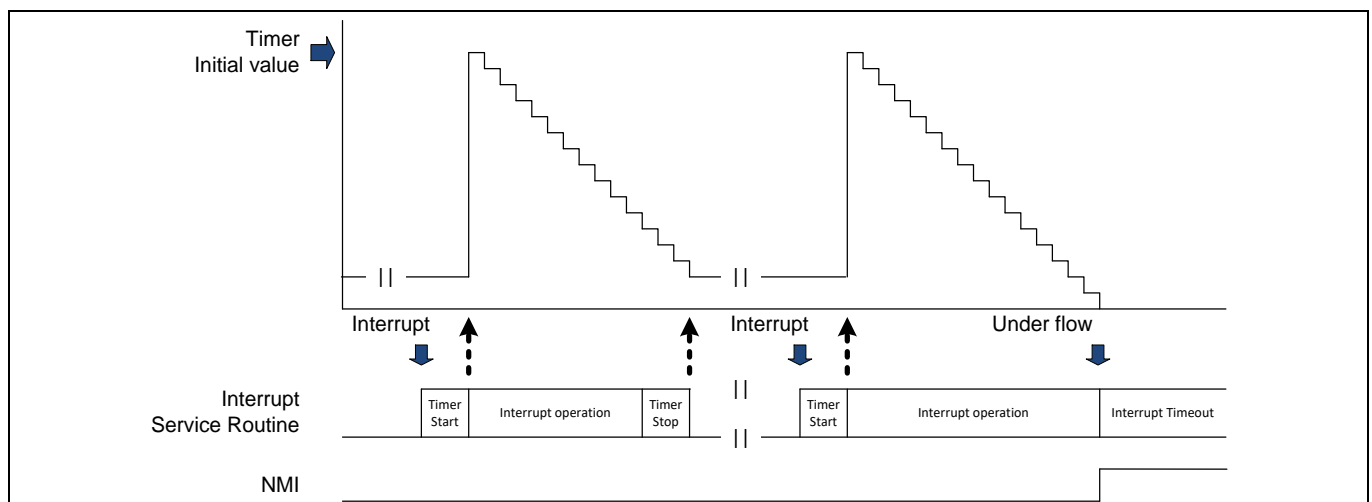 Timer
Initial value
Interrupt
Interrupt
Under flow
Interrupt
Service Routine
Timer
Start
Interrupt operation
Timer
Stop
Timer
Start
Interrupt operation
Interrupt Timeout
NMI